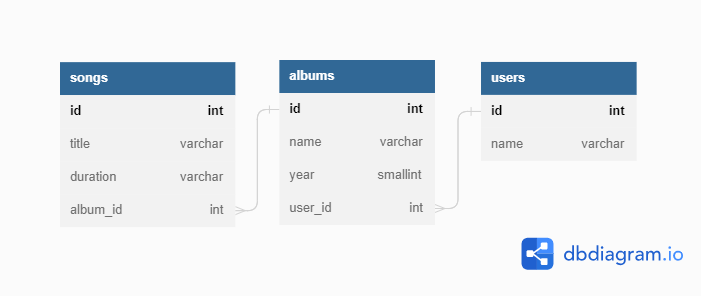 songs
id int
title varchar
duration varchar
album_id int
albums
id int
name varchar
year smallint
user_id int
users
id int
name varchar
dbdiagram.io